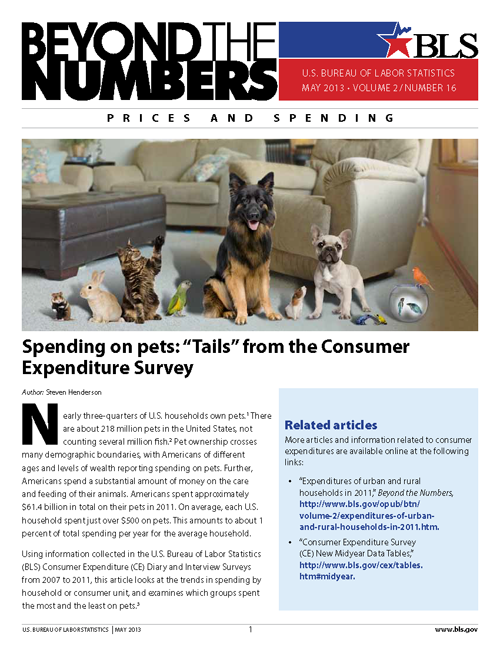 BEYOND THE
NUMBERS
BLS
U.S. BUREAU OF LABOR STATISTICS
MAY 2013 • VOLUME 2 / NUMBER 16
PRICES AND SPENDING
Spending on pets: “Tails” from the Consumer
Expenditure Survey
Author: Steven Henderson
Nearly three-quarters of U.S. households own pets.¹ There
are about 218 million pets in the United States, not
counting several million fish.² Pet ownership crosses
many demographic boundaries, with Americans of different
ages and levels of wealth reporting spending on pets. Further,
Americans spend a substantial amount of money on the care
and feeding of their animals. Americans spent approximately
$61.4 billion in total on their pets in 2011. On average, each U.S.
household spent just over $500 on pets. This amounts to about 1
percent of total spending per year for the average household.
Using information collected in the U.S. Bureau of Labor Statistics
(BLS) Consumer Expenditure (CE) Diary and Interview Surveys
from 2007 to 2011, this article looks at the trends in spending by
household or consumer unit, and examines which groups spent
the most and the least on pets.³
Related articles
More articles and information related to consumer
expenditures are available online at the following
links:
• “Expenditures of urban and rural
households in 2011,” Beyond the Numbers,
http://www.bls.gov/opub/btn/
volume-2/expenditures-of-urban-
and-rural-households-in-2011.htm.
• “Consumer Expenditure Survey
(CE) New Midyear Data Tables,”
http://www.bls.gov/cex/tables.
htm#midyear.
U.S. BUREAU OF LABOR STATISTICS | MAY 2013
1
www.bls.gov